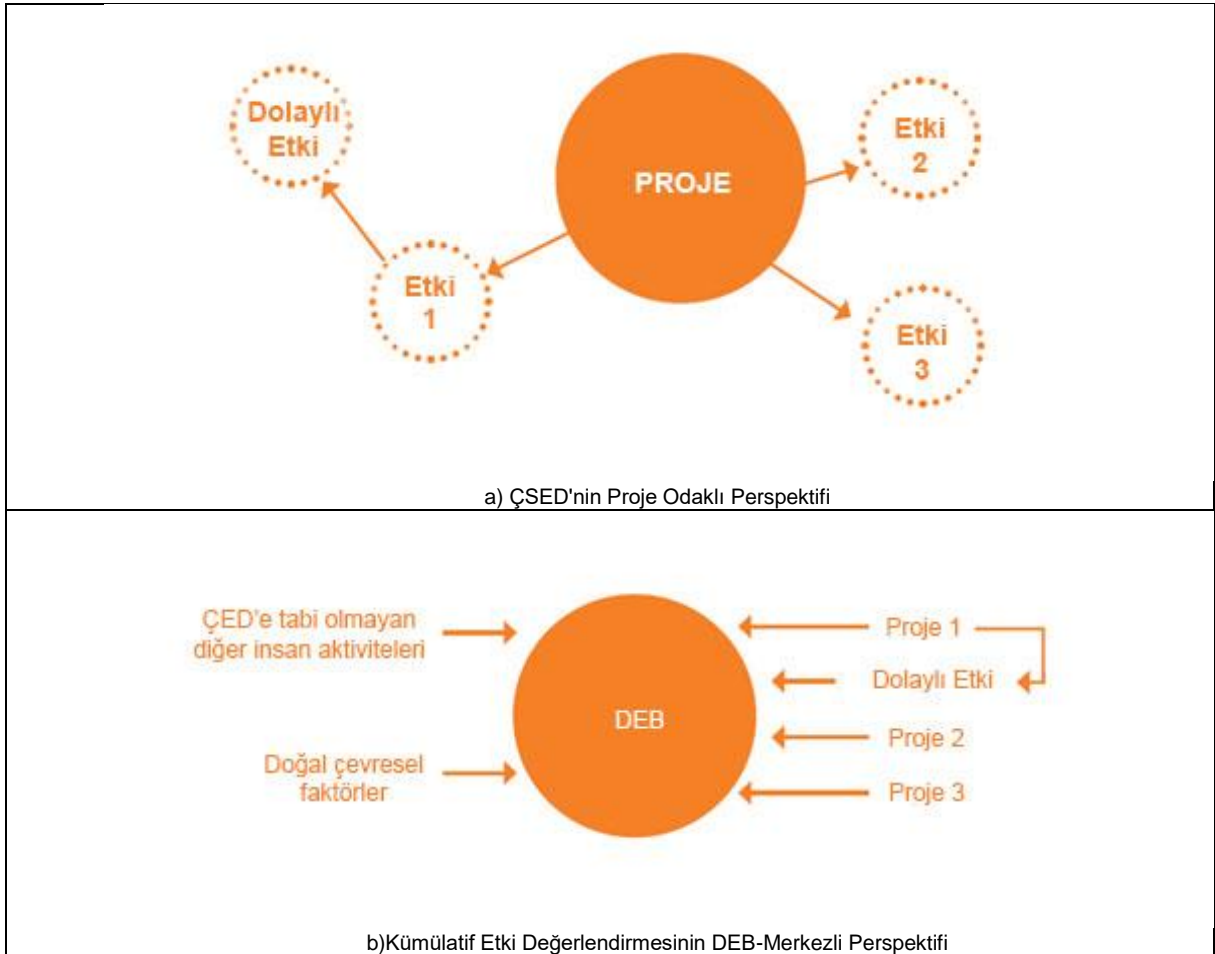 Dolaylı
Etki
PROJE
Etki
2
Etki
1
Etki
3
a) ÇSED'nin Proje Odaklı Perspektifi
ÇED'e tabi olmayan
diğer insan aktiviteleri
Doğal çevresel
faktörler
DEB
Proje 1
Dolaylı Etki
Proje 2
Proje 3
b)Kümülatif Etki Değerlendirmesinin DEB-Merkezli Perspektifi